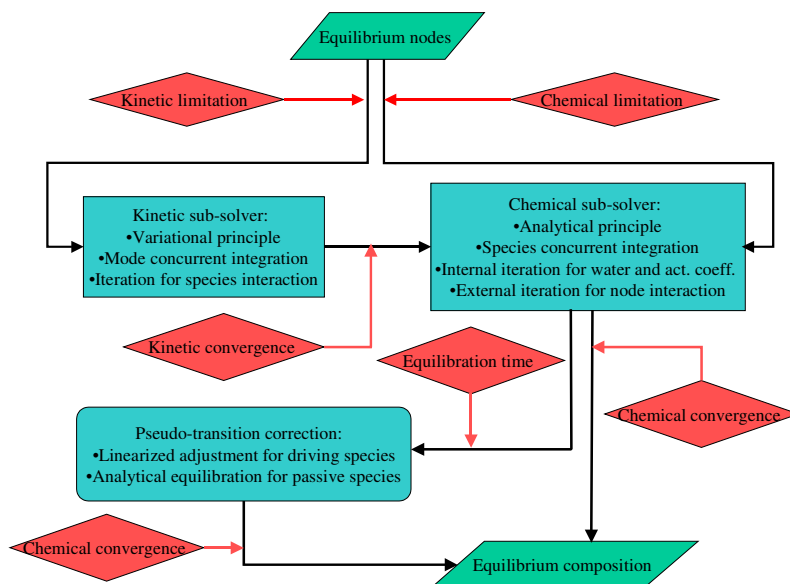 Equilibrium nodes
Kinetic limitation
Chemical limitation
Kinetic sub-solver:
•Variational principle
•Mode concurrent integration
•Iteration for species interaction
Chemical sub-solver:
•Analytical principle
•Species concurrent integration
•Internal iteration for water and act. coeff.
•External iteration for node interaction
Kinetic convergence
Equilibration time
Chemical convergence
Pseudo-transition correction:
•Linearized adjustment for driving species
•Analytical equilibration for passive species
Chemical convergence
Equilibrium composition